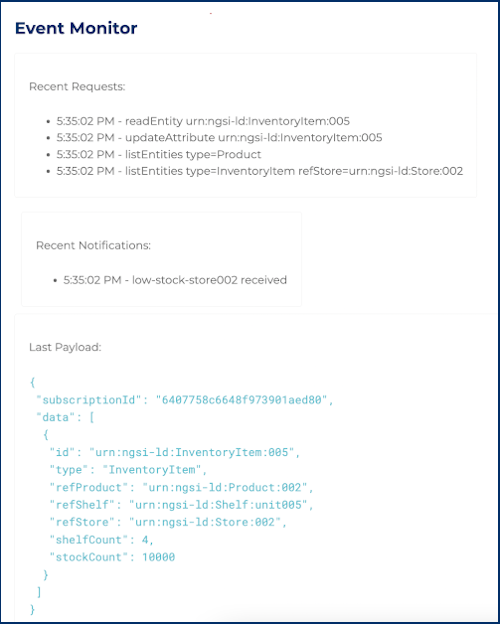 Event Monitor
Recent Requests:
• 5:35:02 PM - readEntity urn:ngsi-ld:InventoryItem:005
• 5:35:02 PM - updateAttribute urn:ngsi-ld:InventoryItem:005
• 5:35:02 PM - listEntities type=Product
• 5:35:02 PM - listEntities type=InventoryItem refStore=urn:ngsi-ld:Store:002
Recent Notifications:
• 5:35:02 PM - low-stock-store002 received
Last Payload:
{
"subscriptionId": "6407758c6648f973901aed80",
"data": [
{
"id": "urn:ngsi-ld:InventoryItem:005",
"type": "InventoryItem",
"refProduct": "urn:ngsi-ld:Product:002",
"refShelf": "urn:ngsi-ld:Shelf:unit005",
"refStore": "urn:ngsi-ld:Store:002",
"shelfCount": 4,
"stockCount": 10000
}
]
}